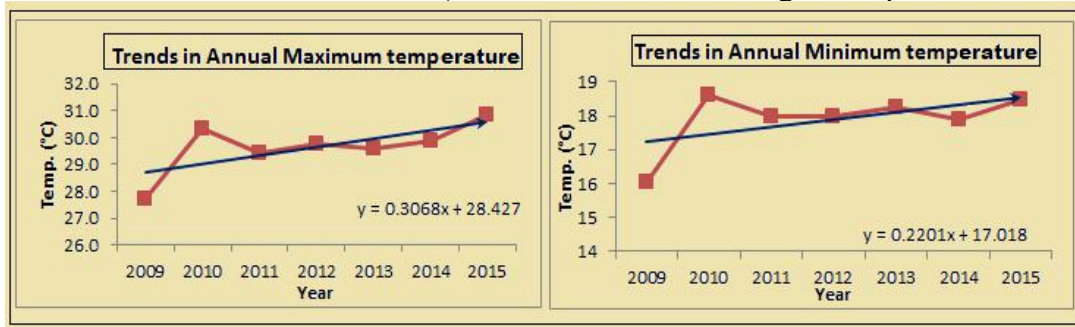 Trends in Annual Maximum temperature
32.0
31.0
30.0
29.0
28.0
27.0
26.0
Temp. (°C)
y = 0.3068x + 28.427
2009 2010 2011 2012 2013 2014 2015
Year
Trends in Annual Minimum temperature
19
18
17
16
15
14
Temp. (°C)
y = 0.2201x + 17.018
2009 2010 2011 2012 2013 2014 2015
Year